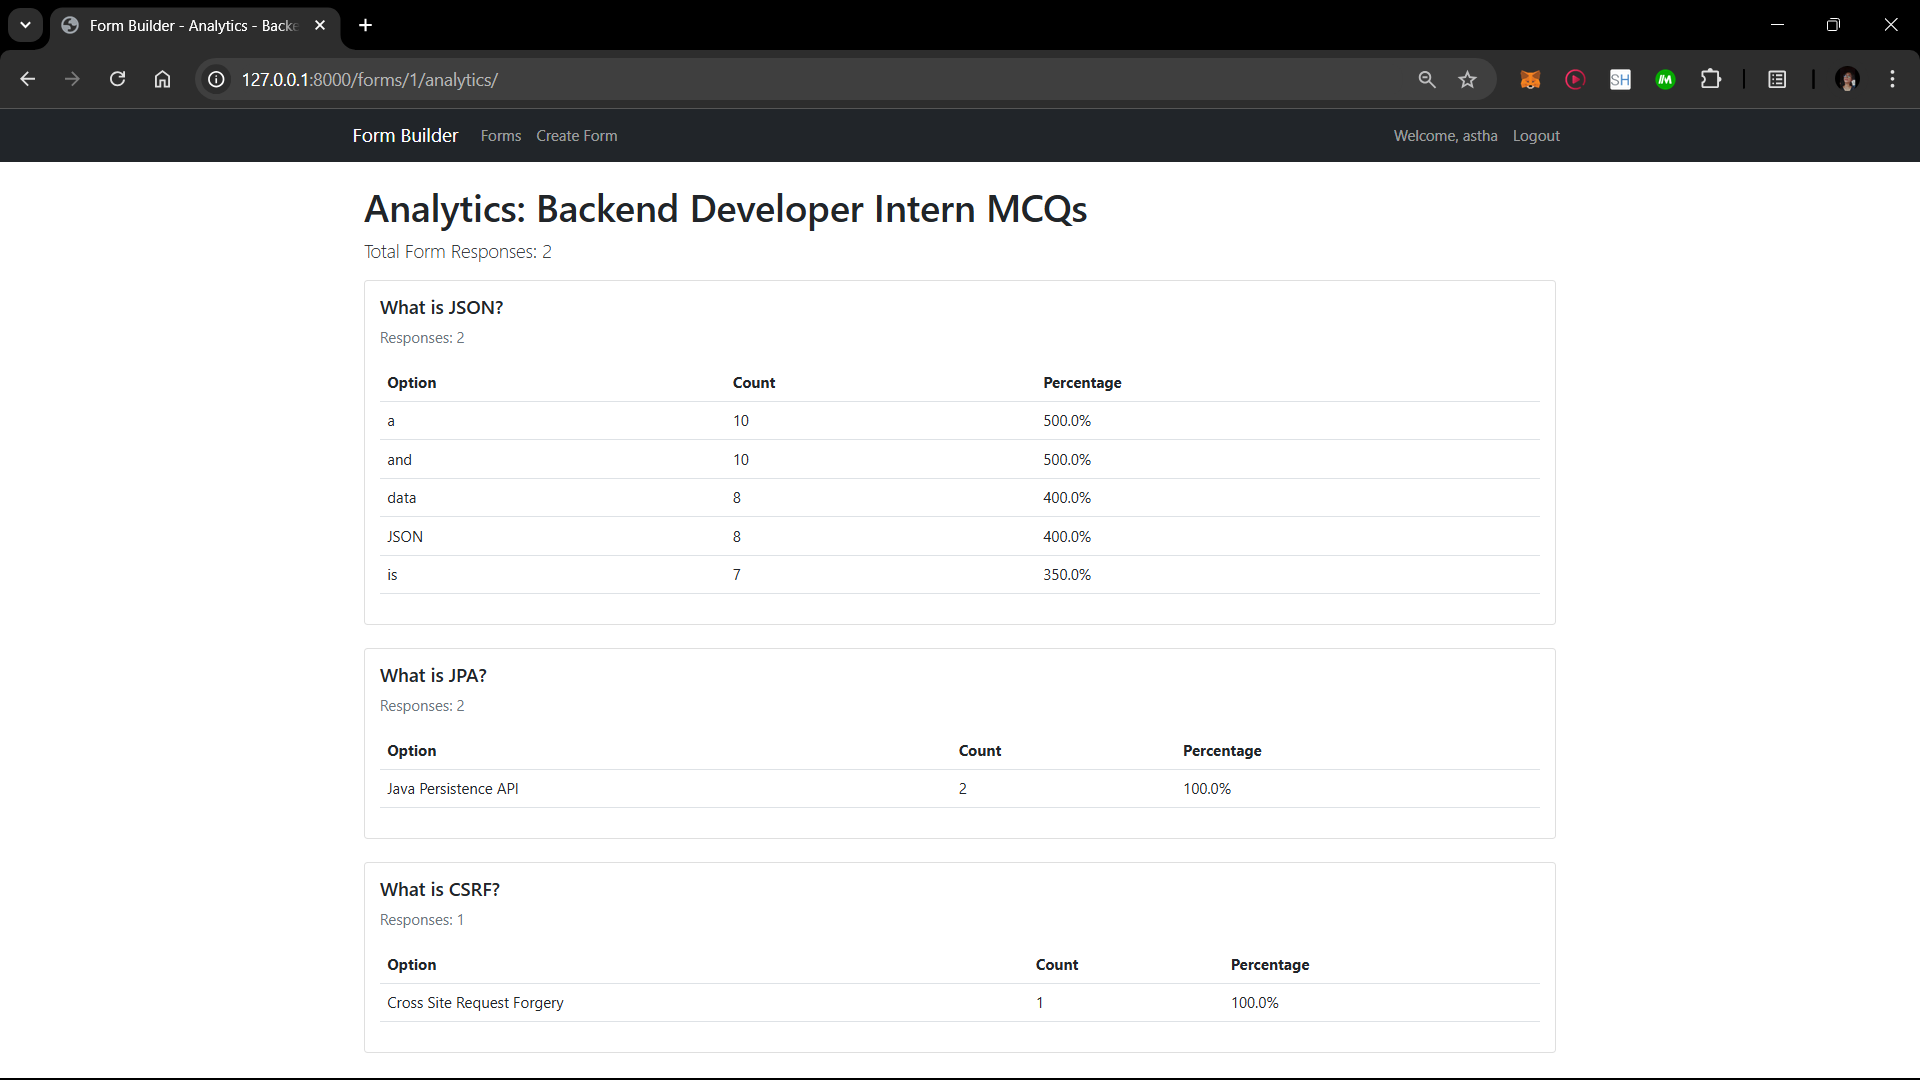 Form Builder - Analytics - Backe
127.0.0.1:8000/forms/1/analytics/
SH
Form Builder Forms Create Form Welcome, astha Logout
Analytics: Backend Developer Intern MCQs
Total Form Responses: 2
What is JSON?
Responses: 2
Option Count Percentage
a 10 500.0%
and 10 500.0%
data 8 400.0%
JSON 8 400.0%
is 7 350.0%
What is JPA?
Responses: 2
Option Count Percentage
Java Persistence API 2 100.0%
What is CSRF?
Responses: 1
Option Count Percentage
Cross Site Request Forgery 1 100.0%